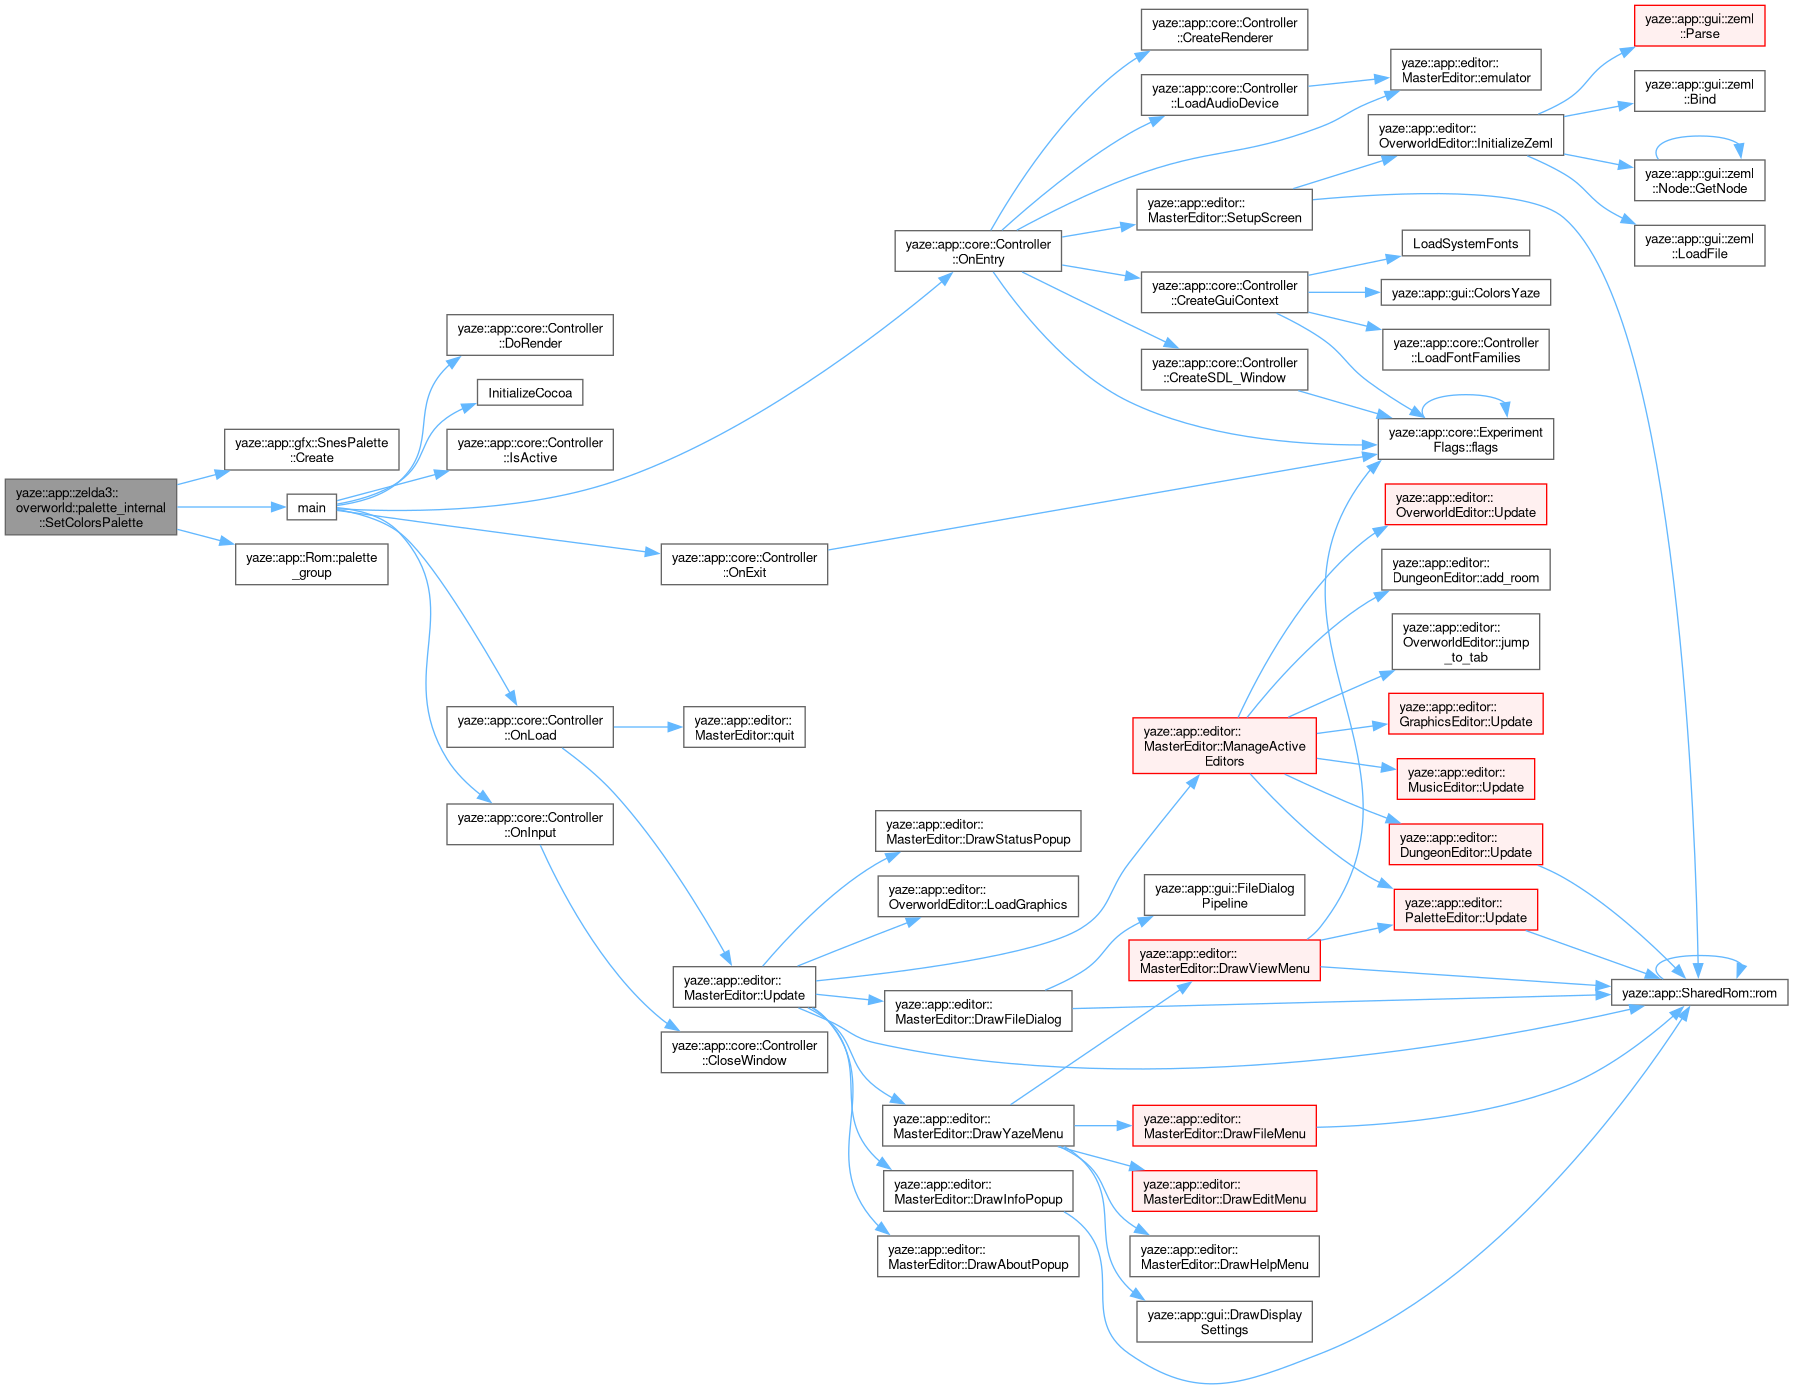 yaze::app::zelda3::
overworld::palette_internal
::SetColorsPalette
yaze::app::gfx::SnesPalette
::Create
main
yaze::app::Rom::palette
_group
yaze::app::core::Controller
::DoRender
InitializeCocoa
yaze::app::core::Controller
::IsActive
yaze::app::core::Controller
::OnEntry
yaze::app::core::Controller
::OnExit
yaze::app::core::Controller
::OnLoad
yaze::app::core::Controller
::OnInput
yaze::app::core::Controller
::CreateRenderer
yaze::app::core::Controller
::LoadAudioDevice
yaze::app::editor::
MasterEditor::emulator
yaze::app::editor::
MasterEditor::SetupScreen
yaze::app::core::Controller
::CreateGuiContext
yaze::app::core::Controller
::CreateSDL_Window
yaze::app::editor::
OverworldEditor::InitializeZeml
yaze::app::gui::zeml
::Parse
yaze::app::gui::zeml
::Bind
yaze::app::gui::zeml
::Node::GetNode
yaze::app::gui::zeml
::LoadFile
LoadSystemFonts
yaze::app::gui::ColorsYaze
yaze::app::core::Controller
::LoadFontFamilies
yaze::app::core::Experiment
Flags::flags
yaze::app::editor::
MasterEditor::quit
yaze::app::editor::
MasterEditor::Update
yaze::app::core::Controller
::CloseWindow
yaze::app::editor::
MasterEditor::DrawStatusPopup
yaze::app::editor::
OverworldEditor::LoadGraphics
yaze::app::editor::
MasterEditor::DrawFileDialog
yaze::app::editor::
MasterEditor::DrawYazeMenu
yaze::app::editor::
MasterEditor::DrawInfoPopup
yaze::app::editor::
MasterEditor::DrawAboutPopup
yaze::app::editor::
MasterEditor::ManageActive
Editors
yaze::app::gui::FileDialog
Pipeline
yaze::app::editor::
MasterEditor::DrawViewMenu
yaze::app::editor::
MasterEditor::DrawFileMenu
yaze::app::editor::
MasterEditor::DrawEditMenu
yaze::app::editor::
MasterEditor::DrawHelpMenu
yaze::app::gui::DrawDisplay
Settings
yaze::app::editor::
OverworldEditor::Update
yaze::app::editor::
DungeonEditor::add_room
yaze::app::editor::
OverworldEditor::jump
_to_tab
yaze::app::editor::
GraphicsEditor::Update
yaze::app::editor::
MusicEditor::Update
yaze::app::editor::
DungeonEditor::Update
yaze::app::editor::
PaletteEditor::Update
yaze::app::SharedRom::rom